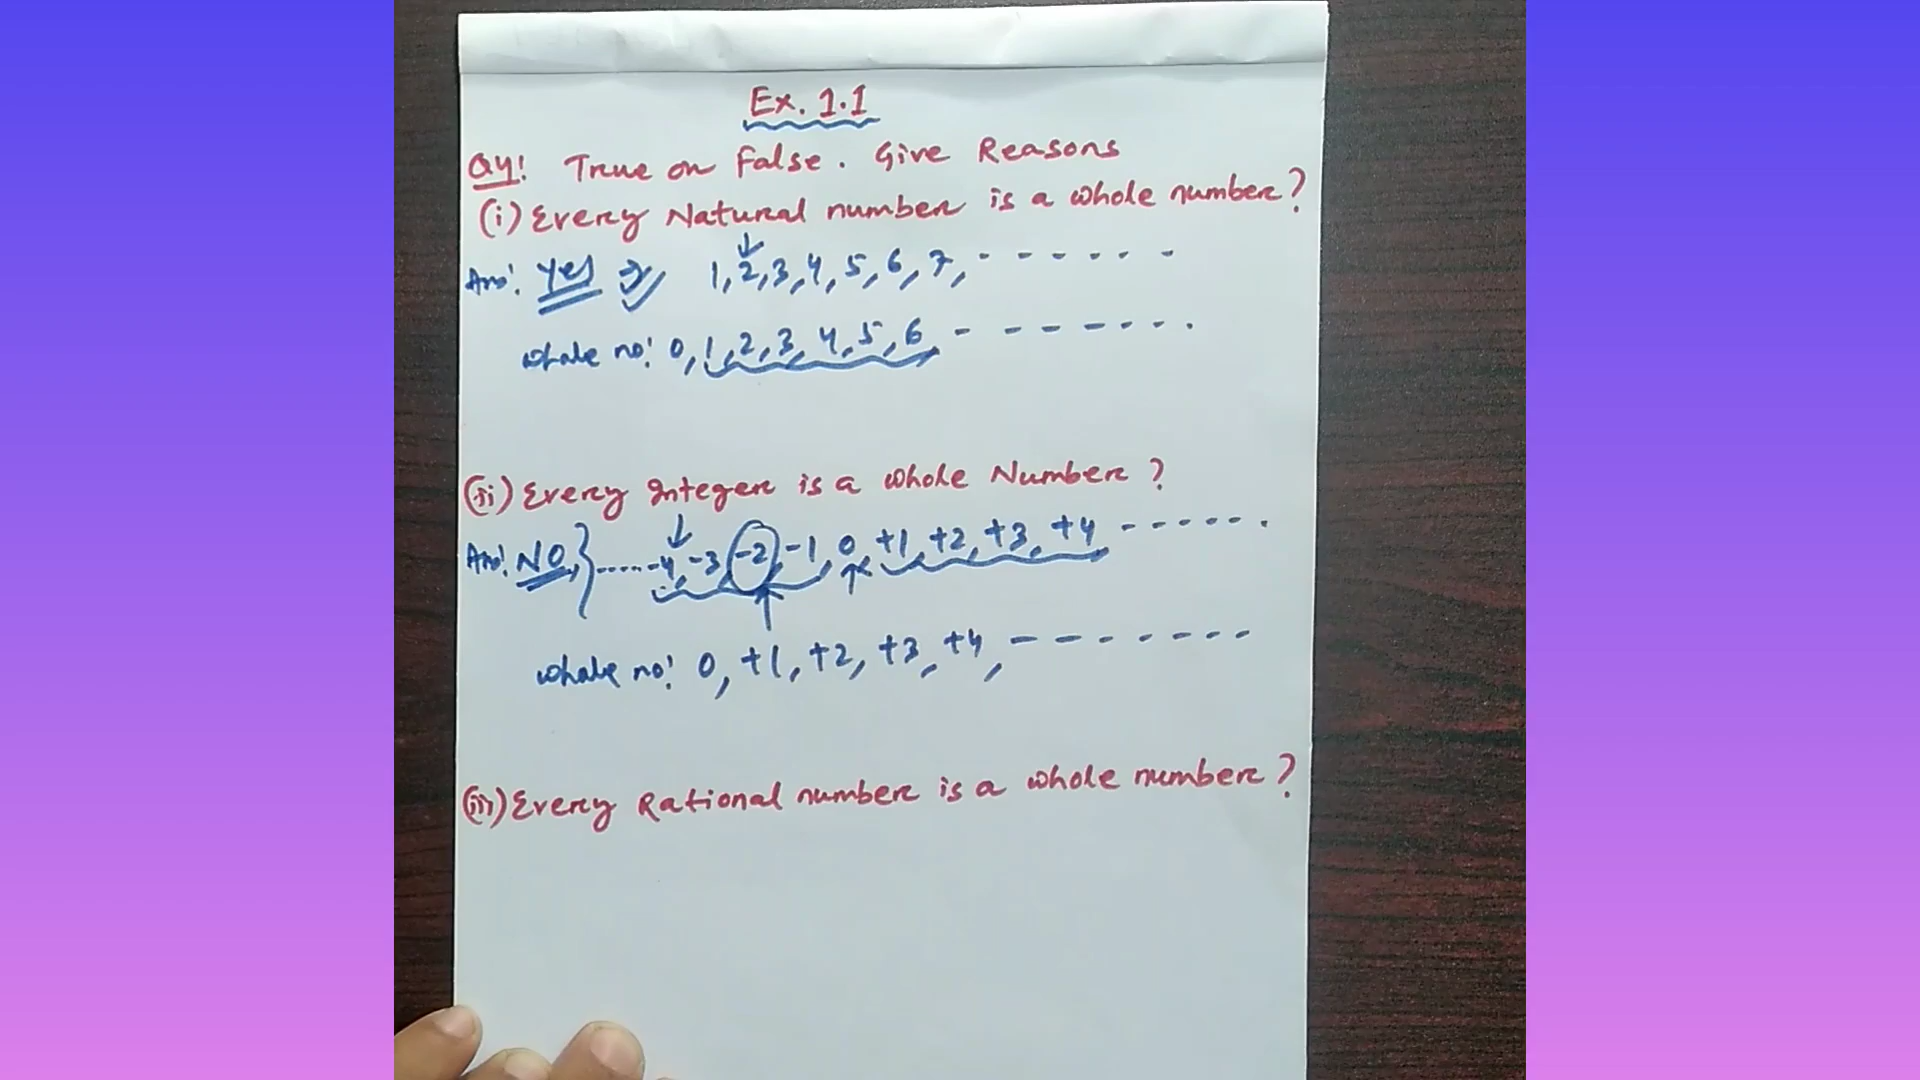 Ex. 1.1
Q4! True or False. Give Reasons
(i) Every Natural number is a whole number?
Ans! Yes ⇒ 1, 2, 3, 4, 5, 6, 7, - - - - - -
whole no! 0, 1, 2, 3, 4, 5, 6 - - - - - - - .
(ii) Every Integer is a whole Number ?
Ans! NO, } ...... -4, -3, -2, -1, 0, +1, +2, +3, +4 - - - - - .
whole no! 0, +1, +2, +3, +4, - - - - - - -
(iii) Every Rational number is a whole number ?